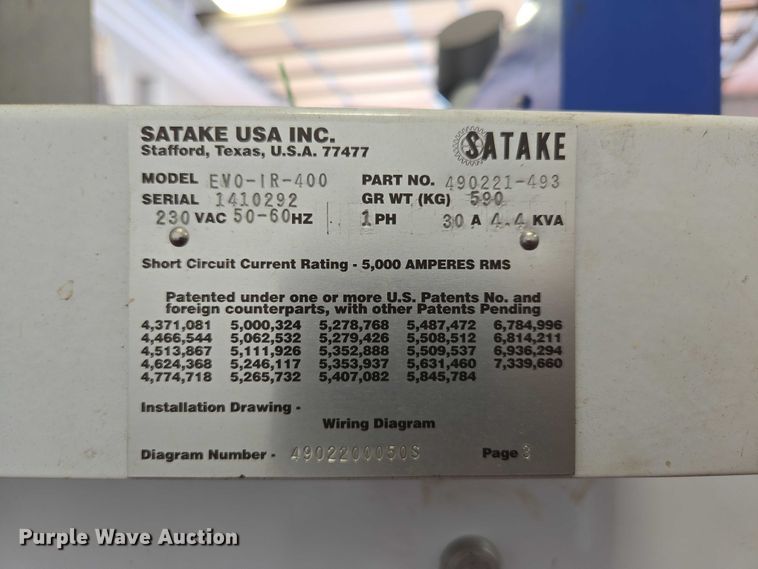 SATAKE USA INC.
Stafford, Texas, U.S.A. 77477
SATAKE
MODEL EVO-IR-400 PART NO. 490221-493
SERIAL 1410292 GR WT (KG) 590
230 VAC 50-60HZ 1 PH 30 A 4.4 KVA
Short Circuit Current Rating - 5,000 AMPERES RMS
Patented under one or more U.S. Patents No. and
foreign counterparts, with other Patents Pending
4,371,081 5,000,324 5,278,768 5,487,472 6,784,996
4,466,544 5,062,532 5,279,426 5,508,512 6,814,211
4,513,867 5,111,926 5,352,888 5,509,537 6,936,294
4,624,368 5,246,117 5,353,937 5,631,460 7,339,660
4,774,718 5,265,732 5,407,082 5,845,784
Installation Drawing -
Wiring Diagram
Diagram Number - 4902200050S Page 3
Purple Wave Auction